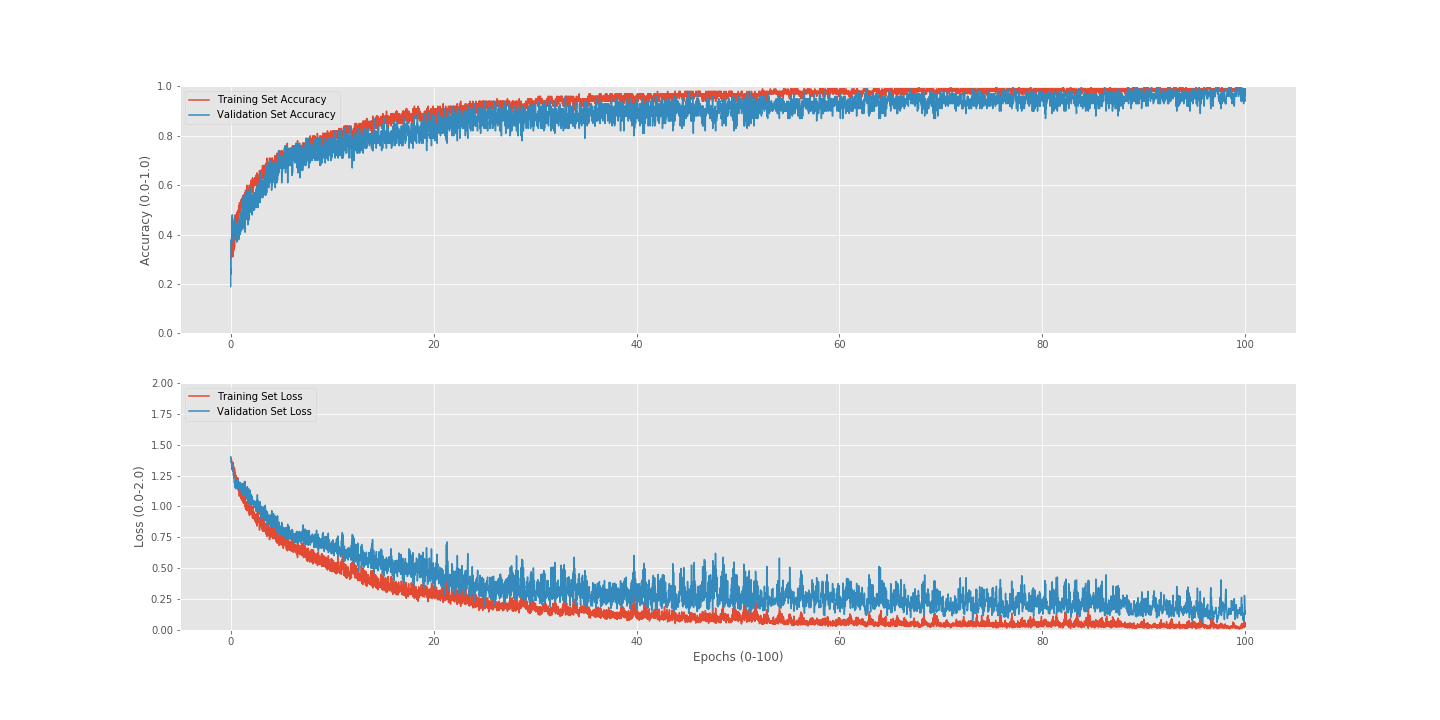 1.0
0.8
0.6
0.4
0.2
0.0
Accuracy (0.0-1.0)
Training Set Accuracy
Validation Set Accuracy
0 20 40 60 80 100
2.00
1.75
1.50
1.25
1.00
0.75
0.50
0.25
0.00
Loss (0.0-2.0)
Training Set Loss
Validation Set Loss
0 20 40 60 80 100
Epochs (0-100)